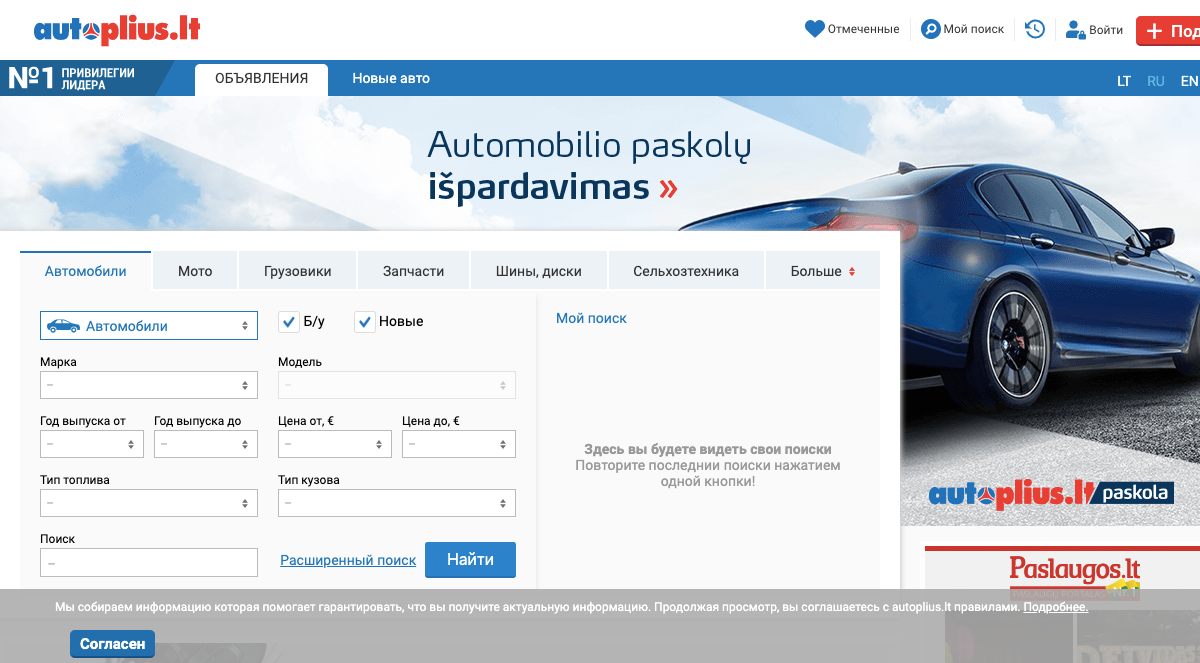 autoplius.lt
Отмеченные
Мой поиск
Войти
№1 ПРИВИЛЕГИИ
ЛИДЕРА
ОБЪЯВЛЕНИЯ
Новые авто
LT RU EN
Automobilio paskolų
išpardavimas »
Автомобили
Мото
Грузовики
Запчасти
Шины, диски
Сельхозтехника
Больше
Автомобили
Б/у
Новые
Мой поиск
Марка
Модель
–
–
Год выпуска от
Год выпуска до
Цена от, €
Цена до, €
–
–
–
–
Здесь вы будете видеть свои поиски
Повторите последнии поиски нажатием
одной кнопки!
Тип топлива
Тип кузова
–
–
autoplius.lt paskola
Поиск
–
Расширенный поиск
Найти
Paslaugos.lt
Мы собираем информацию которая помогает гарантировать, что вы получите актуальную информацию. Продолжая просмотр, вы соглашаетесь с autoplius.lt правилами. Подробнее.
Согласен